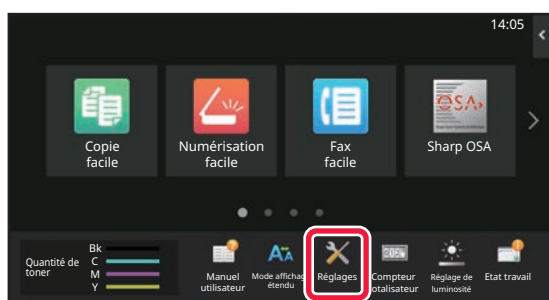 14:05
Copie
facile
Numérisation
facile
Fax
facile
OSA
Sharp OSA
Quantité de
toner
Bk
C
M
Y
Manuel
utilisateur
Mode affichag
étendu
Réglages
Compteur
totalisateur
Réglage de
luminosité
Etat travail